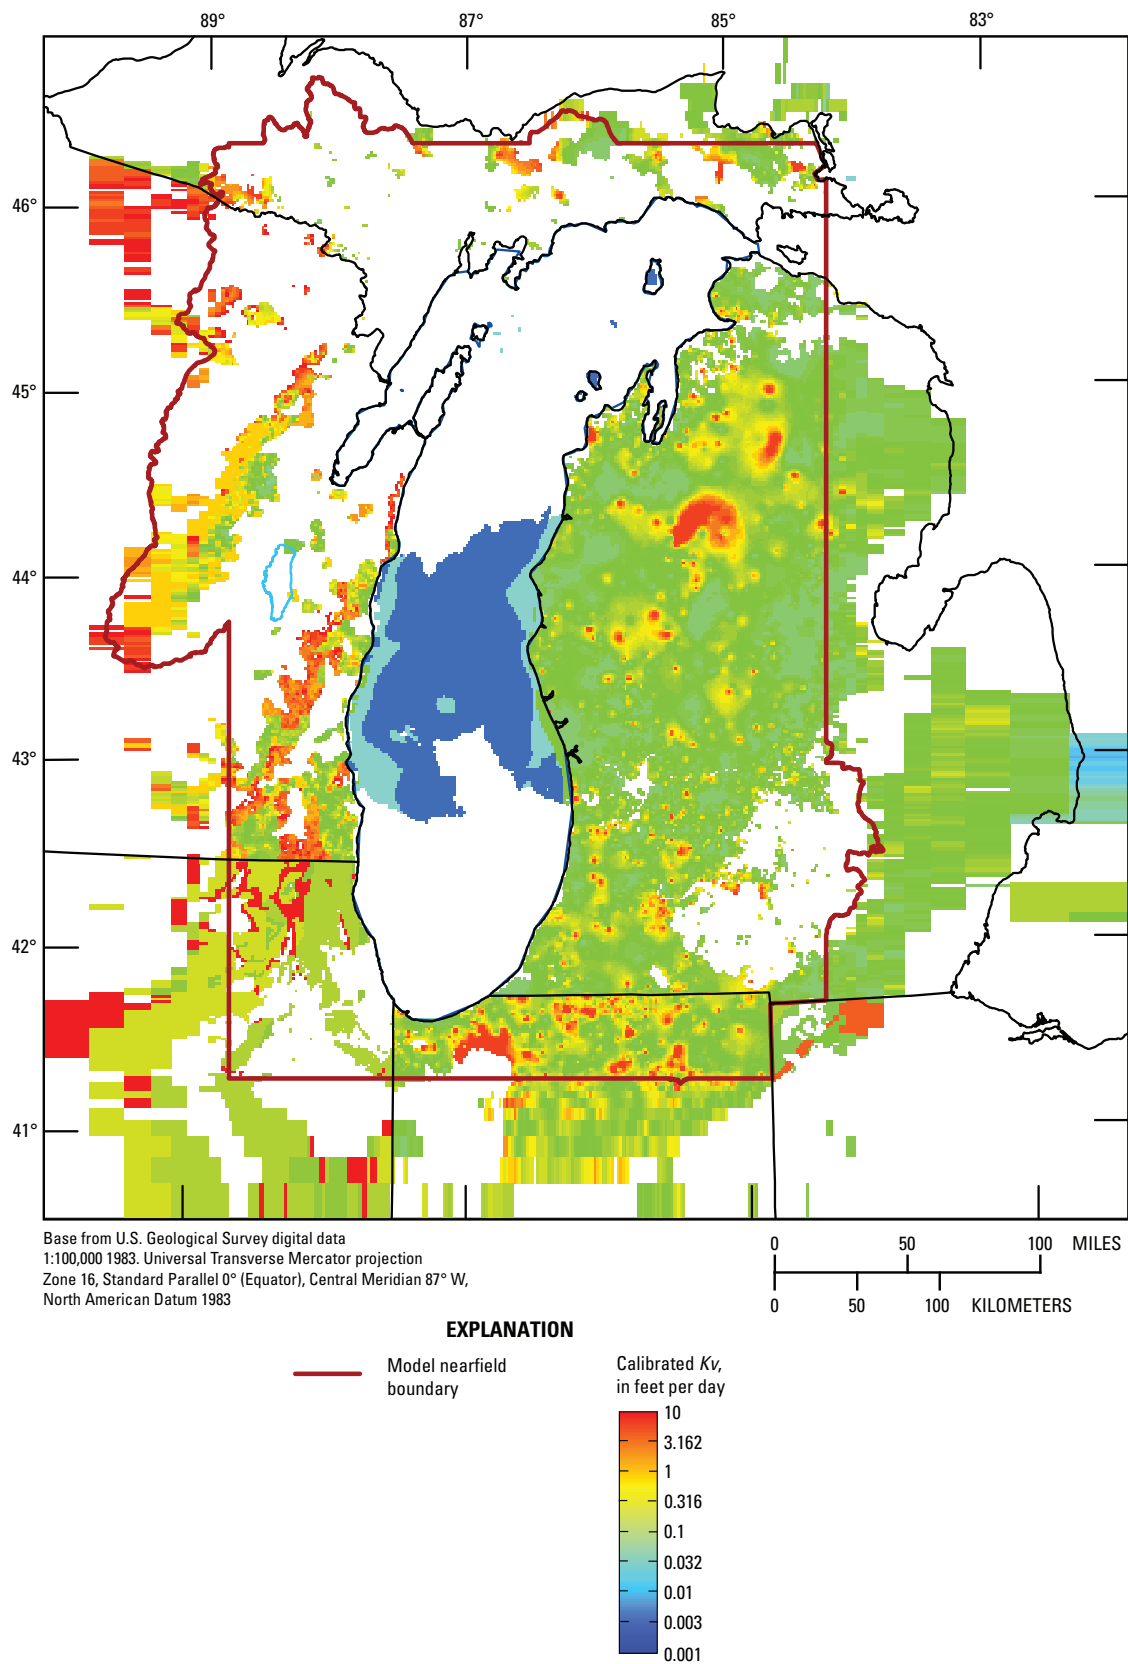 89° 87° 85° 83°
46°
45°
44°
43°
42°
41°
Base from U.S. Geological Survey digital data
1:100,000 1983. Universal Transverse Mercator projection
Zone 16, Standard Parallel 0° (Equator), Central Meridian 87° W,
North American Datum 1983
0 50 100 MILES
0 50 100 KILOMETERS
EXPLANATION
Model nearfield
boundary
Calibrated Kv,
in feet per day
10
3.162
1
0.316
0.1
0.032
0.01
0.003
0.001